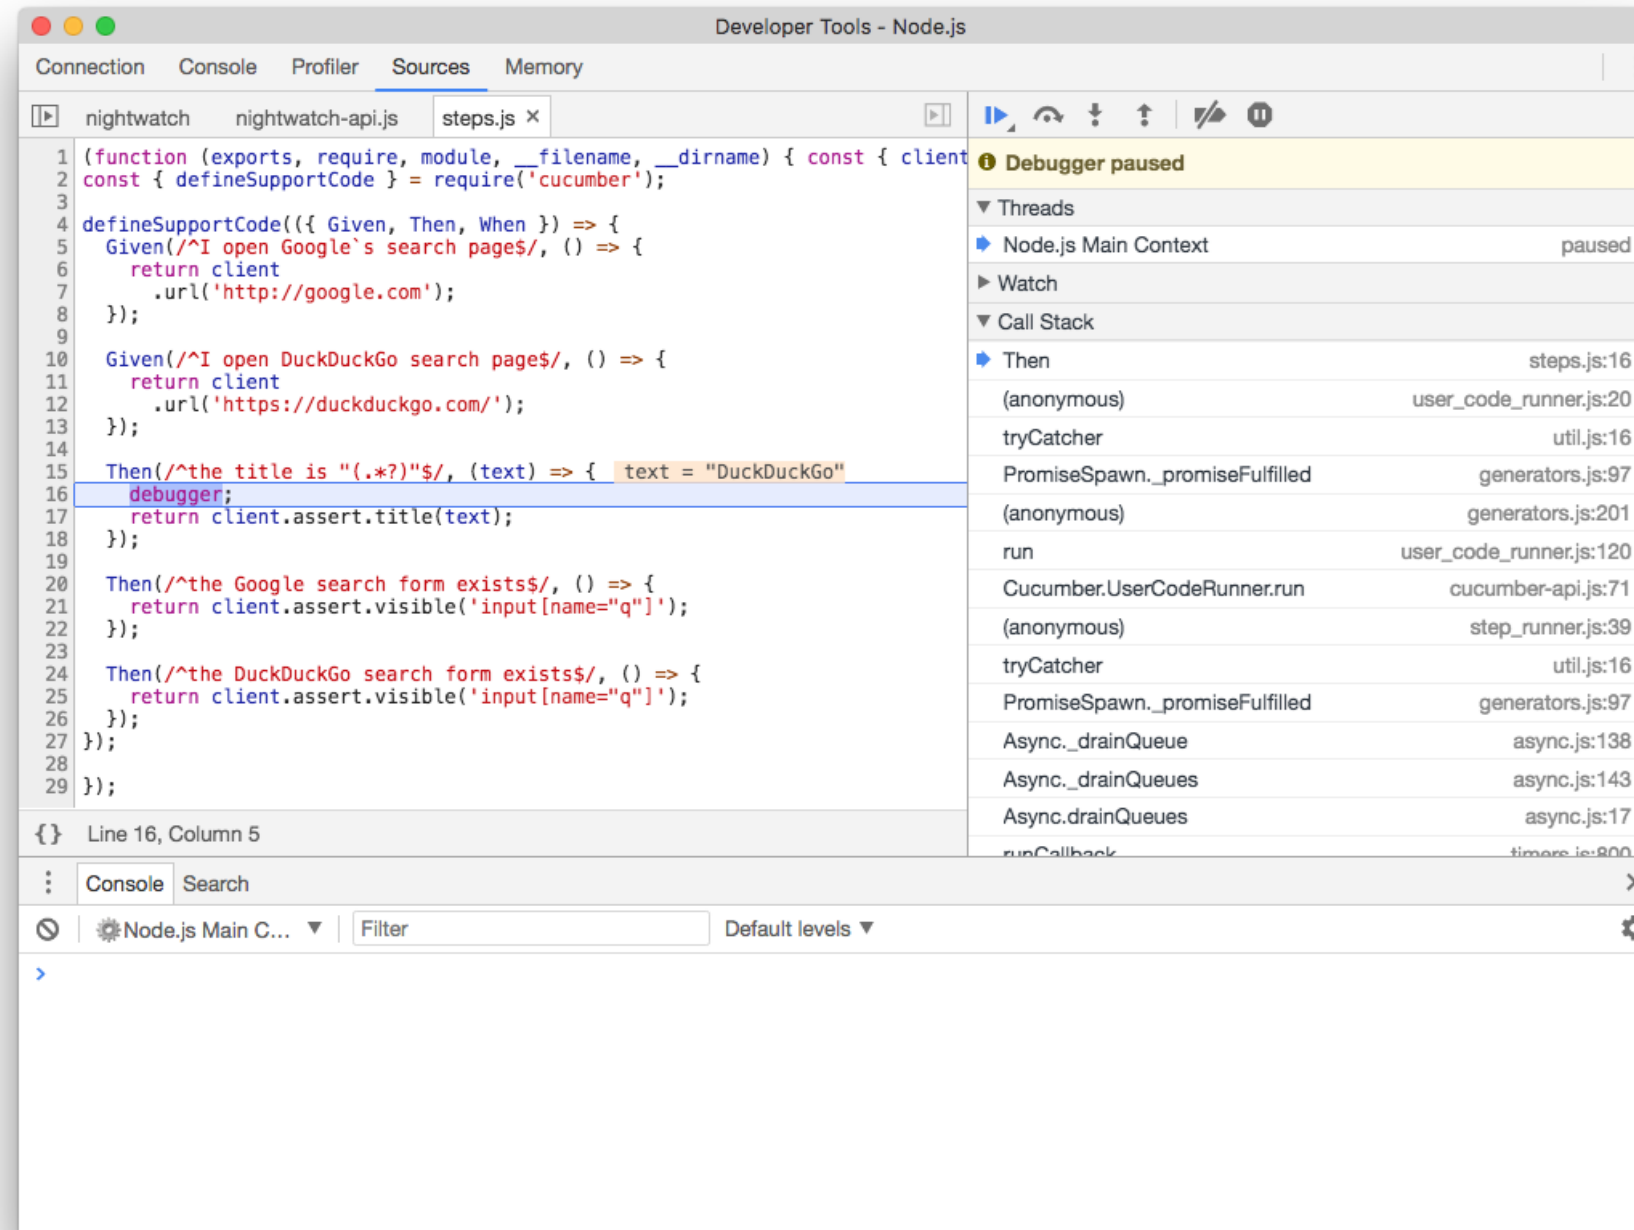 Developer Tools - Node.js
Connection Console Profiler Sources Memory
nightwatch nightwatch-api.js steps.js ×
1 (function (exports, require, module, __filename, __dirname) { const { client
2 const { defineSupportCode } = require('cucumber');
3
4 defineSupportCode(({ Given, Then, When }) => {
5 Given(/^I open Google`s search page$/, () => {
6 return client
7 .url('http://google.com');
8 });
9
10 Given(/^I open DuckDuckGo search page$/, () => {
11 return client
12 .url('https://duckduckgo.com/');
13 });
14
15 Then(/^the title is "(.*?)"$/, (text) => { text = "DuckDuckGo"
16 debugger;
17 return client.assert.title(text);
18 });
19
20 Then(/^the Google search form exists$/, () => {
21 return client.assert.visible('input[name="q"]');
22 });
23
24 Then(/^the DuckDuckGo search form exists$/, () => {
25 return client.assert.visible('input[name="q"]');
26 });
27 });
28
29 });
{} Line 16, Column 5
Debugger paused
Threads
Node.js Main Context paused
Watch
Call Stack
Then steps.js:16
(anonymous) user_code_runner.js:20
tryCatcher util.js:16
PromiseSpawn._promiseFulfilled generators.js:97
(anonymous) generators.js:201
run user_code_runner.js:120
Cucumber.UserCodeRunner.run cucumber-api.js:71
(anonymous) step_runner.js:39
tryCatcher util.js:16
PromiseSpawn._promiseFulfilled generators.js:97
Async._drainQueue async.js:138
Async._drainQueues async.js:143
Async.drainQueues async.js:17
runCallback timers.js:800
Console Search
Node.js Main C... Filter Default levels